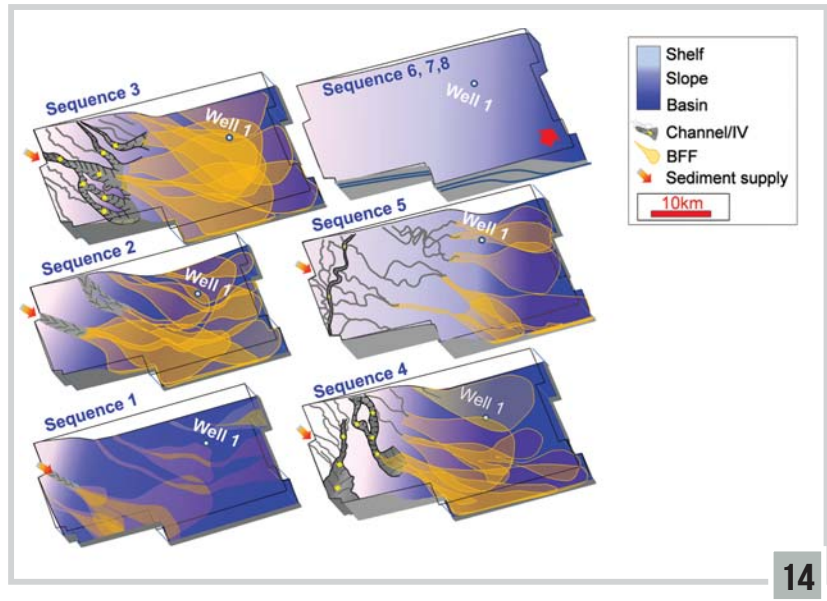 Sequence 3
Well 1
Sequence 6, 7,8
Well 1
Sequence 2
Well 1
Sequence 5
Well 1
Sequence 1
Well 1
Sequence 4
Well 1
Shelf
Slope
Basin
Channel/IV
BFF
Sediment supply
10km
14